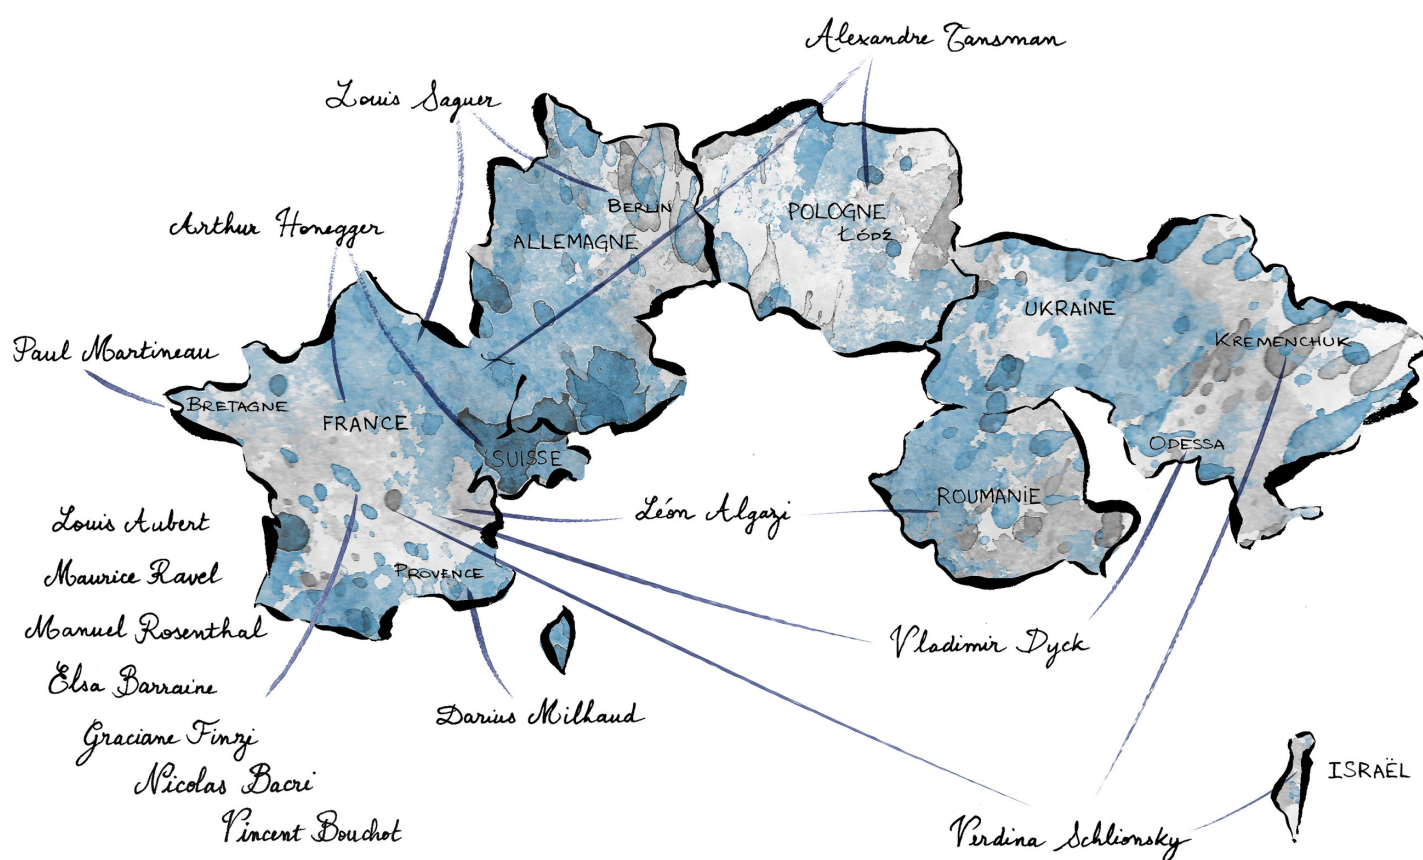 Alexandre Tansman
Louis Saguer
Arthur Honegger
Paul Martineau
BERLIN
ALLEMAGNE
POLOGNE
ŁÓDŹ
UKRAINE
KREMENCHUK
BRETAGNE
FRANCE
SUISSE
ODESSA
ROUMANIE
Léon Algazi
PROVENCE
Louis Aubert
Maurice Ravel
Manuel Rosenthal
Elsa Barraine
Graciane Finzi
Nicolas Bacri
Vincent Bouchot
Darius Milhaud
Vladimir Dyck
Verdina Schlionsky
ISRAËL